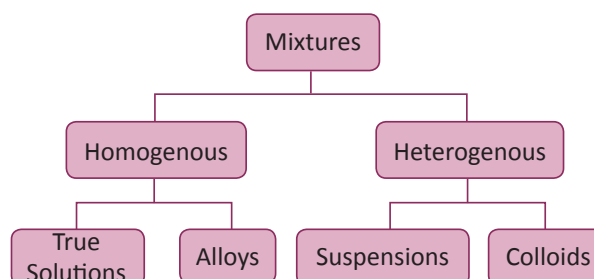 Mixtures
Homogenous
Heterogenous
True
Solutions
Alloys
Suspensions
Colloids